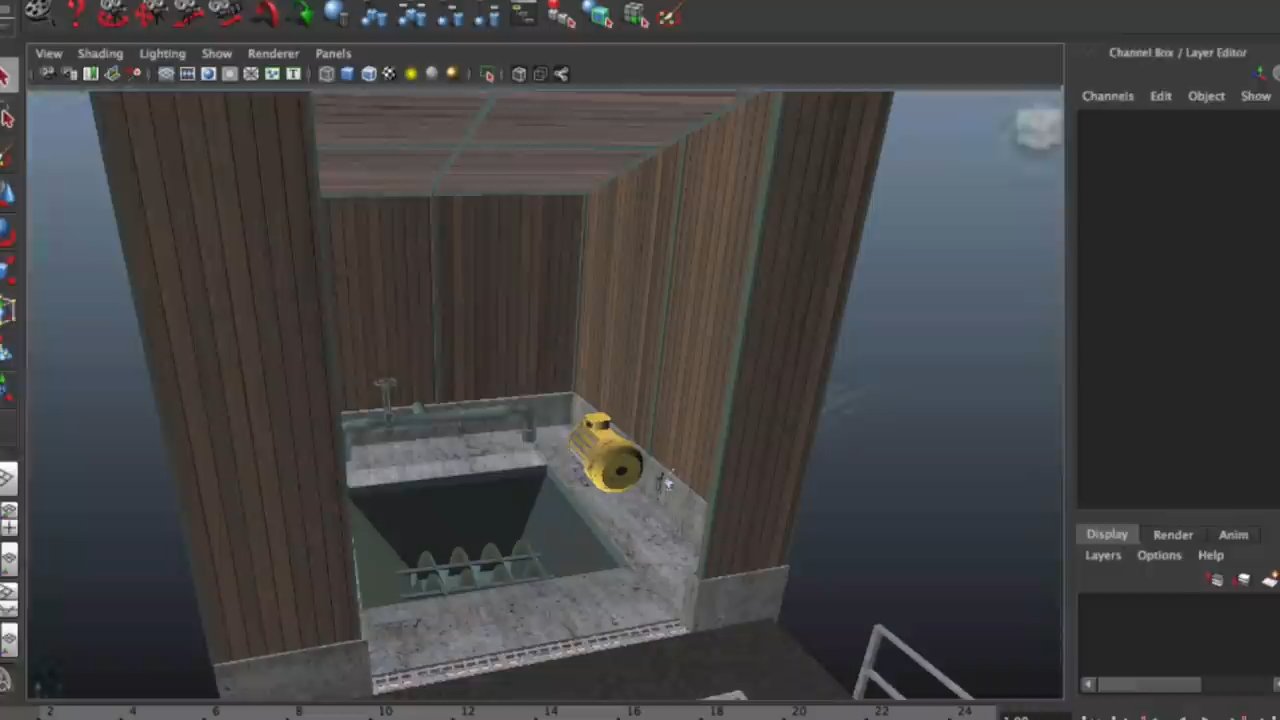 View Shading Lighting Show Renderer Panels
Channel Box / Layer Editor
Channels Edit Object Show
Display Render Anim
Layers Options Help
2 4 6 8 10 12 14 16 18 20 22 24